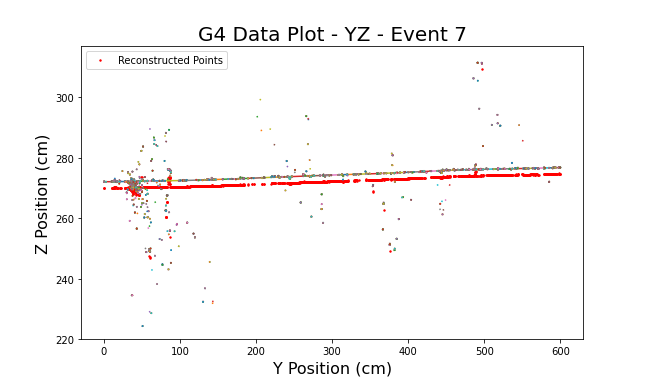 G4 Data Plot - YZ - Event 7
Reconstructed Points
Z Position (cm)
300
280
260
240
220
0 100 200 300 400 500 600
Y Position (cm)